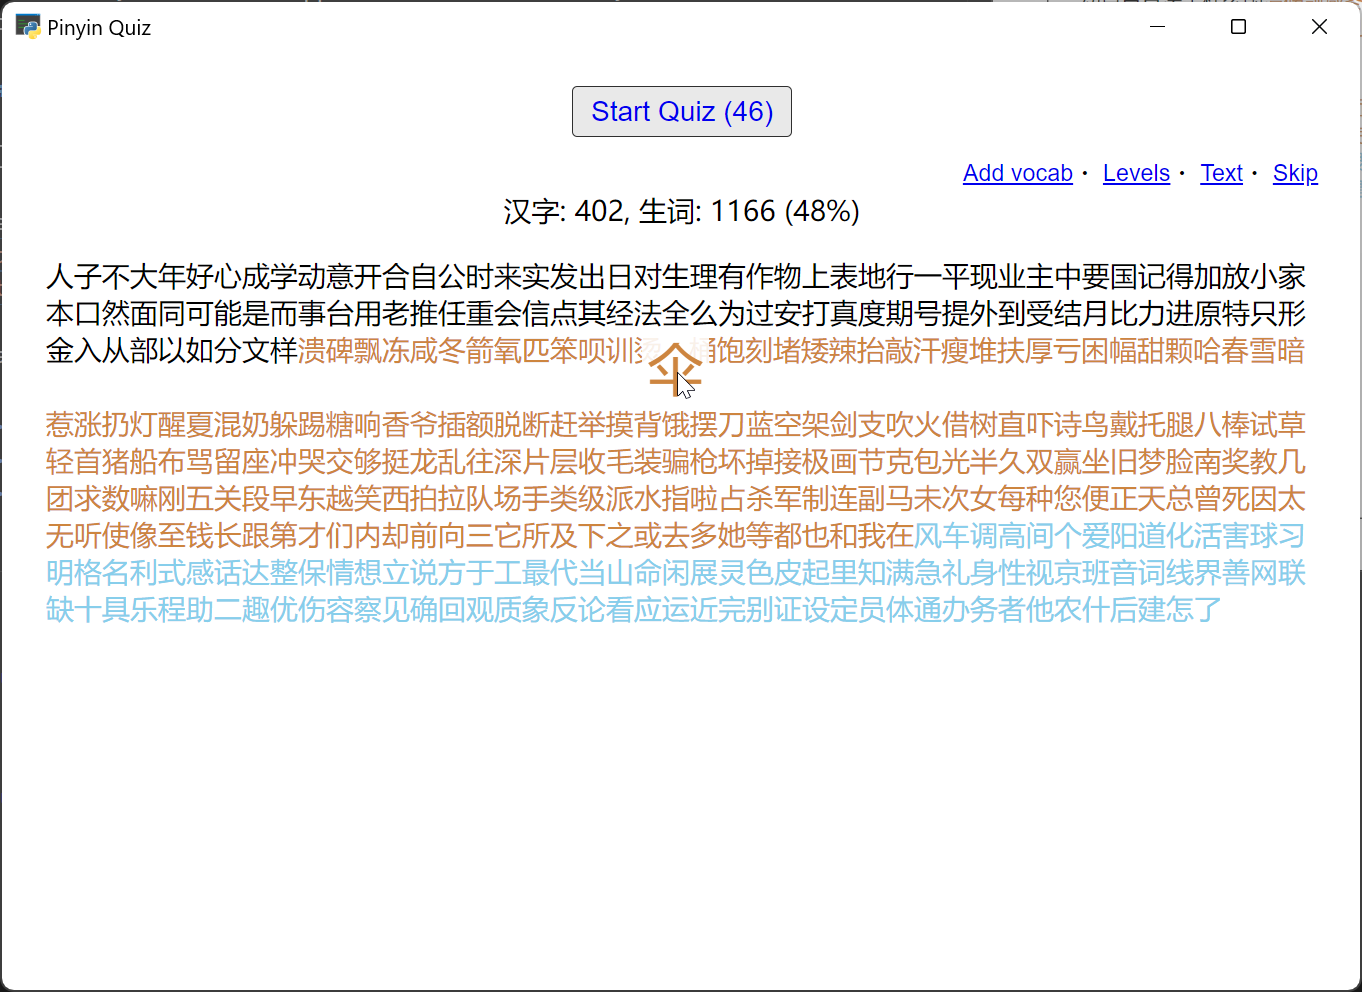 Pinyin Quiz
Start Quiz (46)
Add vocab · Levels · Text · Skip
汉字: 402, 生词: 1166 (48%)
人子不大年好心成学动意开合自公时来实发出日对生理有作物上表地行一平现业主中要国记得加放小家
本口然面同可能是而事台用老推任重会信点其经法全么为过安打真度期号提外到受结月比力进原特只形
金入从部以如分文样溃碑飘冻咸冬箭氧匹笨呗训烫伞桶饱刻堵矮辣抬敲汗瘦堆扶厚亏困幅甜颗哈春雪暗
惹涨扔灯醒夏混奶躲踢糖响香爷插额脱断赶举摸背饿摆刀蓝空架剑支吹火借树直吓诗鸟戴托腿八棒试草
轻首猪船布骂留座冲哭交够挺龙乱往深片层收毛装骗枪坏掉接极画节克包光半久双赢坐旧梦脸南奖教几
团求数嘛刚五关段早东越笑西拍拉队场手类级派水指啦占杀军制连副马未次女每种您便正天总曾死因太
无听使像至钱长跟第才们内却前向三它所及下之或去多她等都也和我在风车调高间个爱阳道化活害球习
明格名利式感话达整保情想立说方于工最代当山命闲展灵色皮起里知满急礼身性视京班音词线界善网联
缺十具乐程助二趣优伤容察见确回观质象反论看应运近完别证设定员体通办务者他农什后建怎了